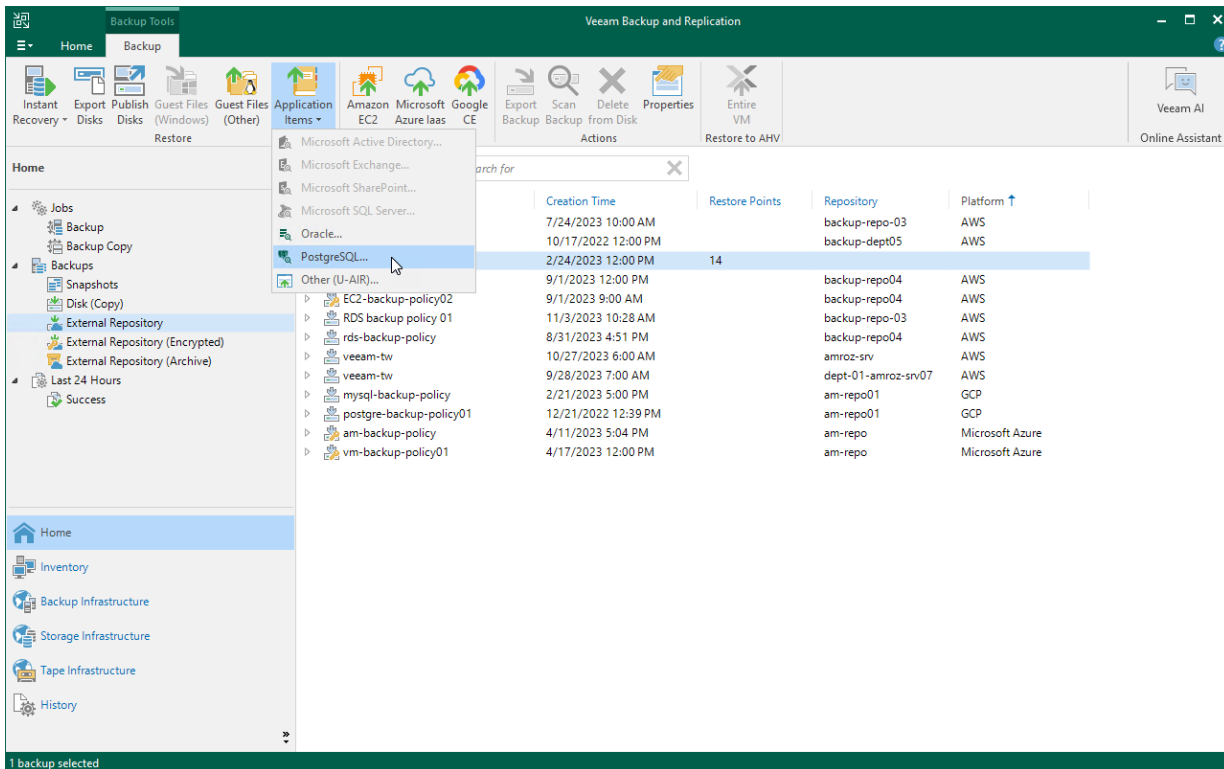 Backup Tools
Veeam Backup and Replication
Home
Backup
Instant Recovery
Export Disks
Publish Disks
Guest Files (Windows)
Guest Files (Other)
Application Items
Amazon EC2
Microsoft Azure Iaas
Google CE
Export Backup
Scan Backup
Delete from Disk
Properties
Entire VM
Veeam AI
Restore
Actions
Restore to AHV
Online Assistant
Microsoft Active Directory...
Microsoft Exchange...
Microsoft SharePoint...
Microsoft SQL Server...
Oracle...
PostgreSQL...
Other (U-AIR)...
Home
Jobs
Backup
Backup Copy
Backups
Snapshots
Disk (Copy)
External Repository
External Repository (Encrypted)
External Repository (Archive)
Last 24 Hours
Success
arch for
Creation Time Restore Points Repository Platform
7/24/2023 10:00 AM backup-repo-03 AWS
10/17/2022 12:00 PM backup-dept05 AWS
2/24/2023 12:00 PM 14
9/1/2023 12:00 PM backup-repo04 AWS
EC2-backup-policy02 9/1/2023 9:00 AM backup-repo04 AWS
RDS backup policy 01 11/3/2023 10:28 AM backup-repo-03 AWS
rds-backup-policy 8/31/2023 4:51 PM backup-repo04 AWS
veeam-tw 10/27/2023 6:00 AM amroz-srv AWS
veeam-tw 9/28/2023 7:00 AM dept-01-amroz-srv07 AWS
mysql-backup-policy 2/21/2023 5:00 PM am-repo01 GCP
postgre-backup-policy01 12/21/2022 12:39 PM am-repo01 GCP
am-backup-policy 4/11/2023 5:04 PM am-repo Microsoft Azure
vm-backup-policy01 4/17/2023 12:00 PM am-repo Microsoft Azure
Home
Inventory
Backup Infrastructure
Storage Infrastructure
Tape Infrastructure
History
1 backup selected